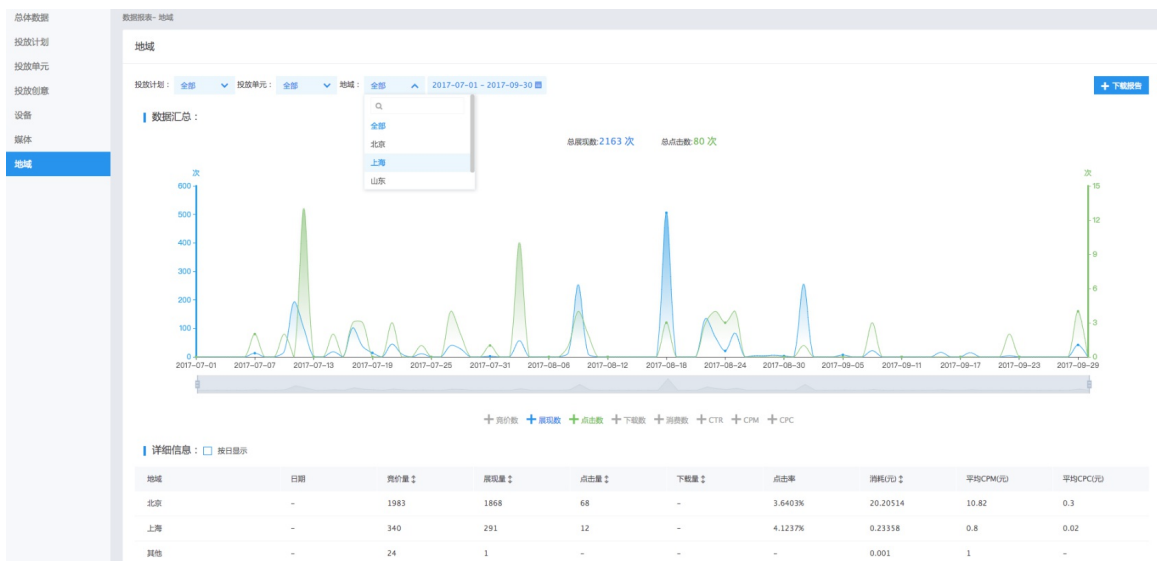 总体数据
投放计划
投放单元
投放创意
设备
媒体
地域
数据报表- 地域
地域
投放计划： 全部 投放单元： 全部 地域： 全部 2017-07-01 - 2017-09-30
下载报告
全部
北京
上海
山东
数据汇总：
总展现数:2163 次 总点击数:80 次
次 次
600 15
500
12
400
9
300
6
200
3
100
0 0
2017-07-01 2017-07-07 2017-07-13 2017-07-19 2017-07-25 2017-07-31 2017-08-06 2017-08-12 2017-08-18 2017-08-24 2017-08-30 2017-09-05 2017-09-11 2017-09-17 2017-09-23 2017-09-29
竞价数 展现数 点击数 下载数 消费数 CTR CPM CPC
详细信息： 按日显示
地域 日期 竞价量 展现量 点击量 下载量 点击率 消耗(元) 平均CPM(元) 平均CPC(元)
北京 - 1983 1868 68 - 3.6403% 20.20514 10.82 0.3
上海 - 340 291 12 - 4.1237% 0.23358 0.8 0.02
其他 - 24 1 - - - 0.001 1 -